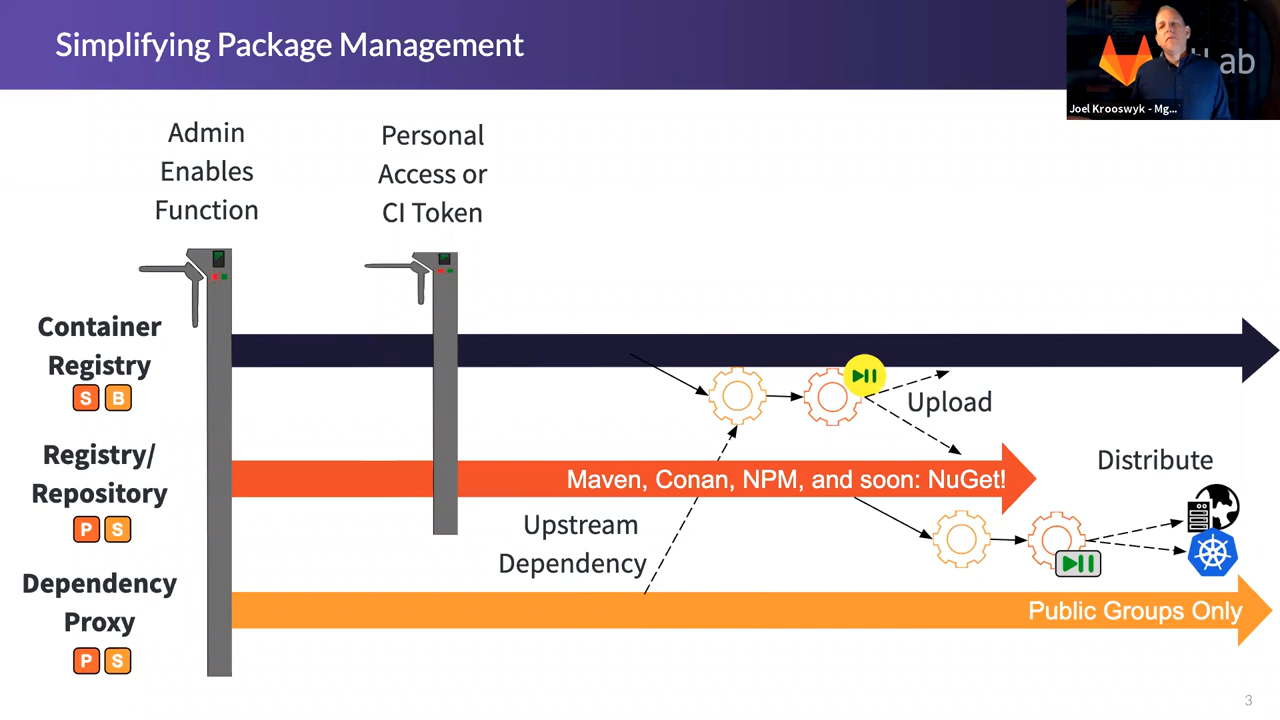 Simplifying Package Management
Lab
Joel Krooswyk - Mg...
Admin
Enables
Function
Personal
Access or
CI Token
Container
Registry
S B
Upload
Registry/
Repository
P S
Maven, Conan, NPM, and soon: NuGet!
Distribute
Upstream
Dependency
Dependency
Proxy
P S
Public Groups Only
3